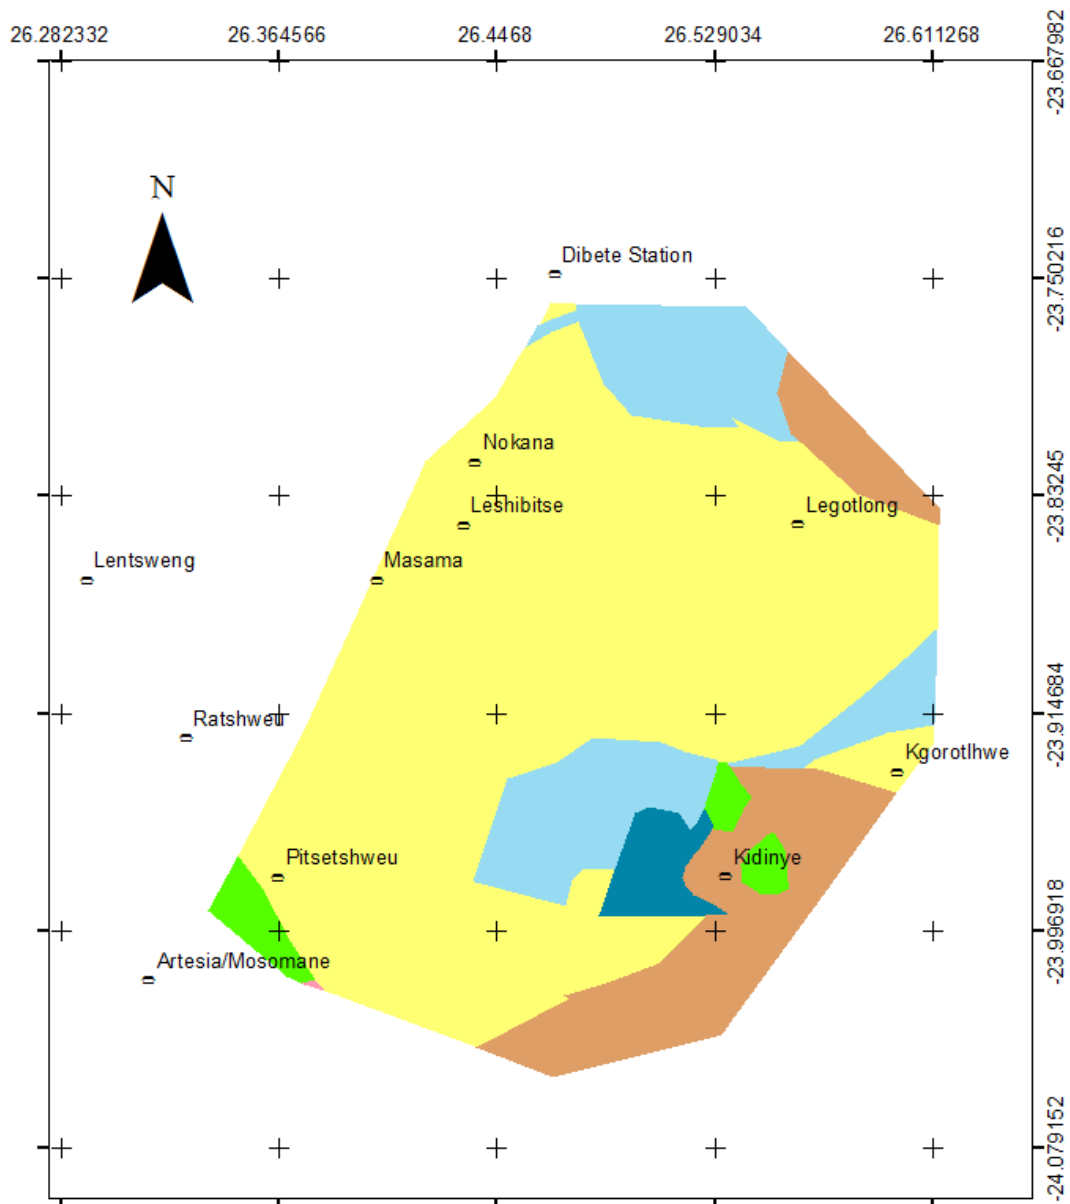 26.282332 26.364566 26.4468 26.529034 26.611268
-23.667982
N
Dibete Station
-23.750216
Nokana
-23.83245
Leshibitse
Legotlong
Lentsweng
Masama
-23.914684
Ratshweu
Kgorotlhwe
Pitsetshweu
Kidinye
-23.996918
Artesia/Mosomane
-24.079152